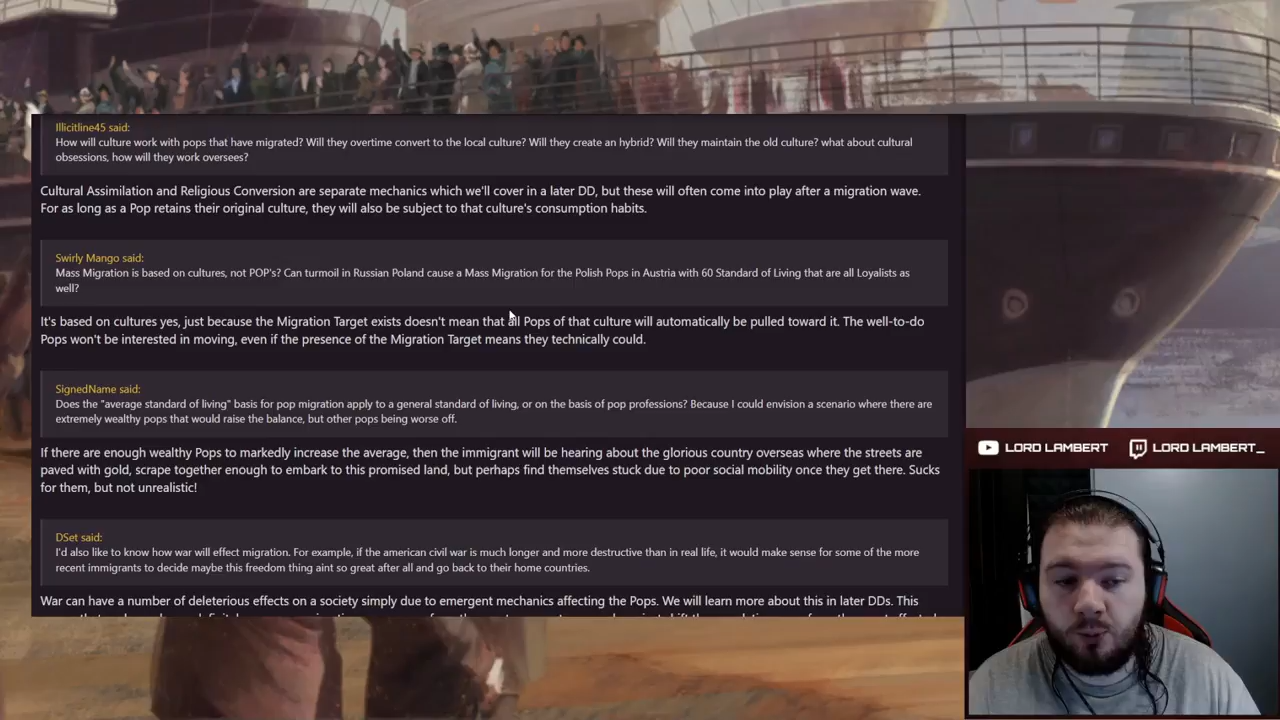 Illicitline45 said:
How will culture work with pops that have migrated? Will they overtime convert to the local culture? Will they create an hybrid? Will they maintain the old culture? what about cultural
obsessions, how will they work oversees?
Cultural Assimilation and Religious Conversion are separate mechanics which we'll cover in a later DD, but these will often come into play after a migration wave.
For as long as a Pop retains their original culture, they will also be subject to that culture's consumption habits.
Swirly Mango said:
Mass Migration is based on cultures, not POP's? Can turmoil in Russian Poland cause a Mass Migration for the Polish Pops in Austria with 60 Standard of Living that are all Loyalists as
well?
It's based on cultures yes, just because the Migration Target exists doesn't mean that all Pops of that culture will automatically be pulled toward it. The well-to-do
Pops won't be interested in moving, even if the presence of the Migration Target means they technically could.
SignedName said:
Does the "average standard of living" basis for pop migration apply to a general standard of living, or on the basis of pop professions? Because I could envision a scenario where there are
extremely wealthy pops that would raise the balance, but other pops being worse off.
If there are enough wealthy Pops to markedly increase the average, then the immigrant will be hearing about the glorious country overseas where the streets are
paved with gold, scrape together enough to embark to this promised land, but perhaps find themselves stuck due to poor social mobility once they get there. Sucks
for them, but not unrealistic!
DSet said:
I'd also like to know how war will effect migration. For example, if the american civil war is much longer and more destructive than in real life, it would make sense for some of the more
recent immigrants to decide maybe this freedom thing aint so great after all and go back to their home countries.
War can have a number of deleterious effects on a society simply due to emergent mechanics affecting the Pops. We will learn more about this in later DDs. This
LORD LAMBERT
LORD LAMBERT_